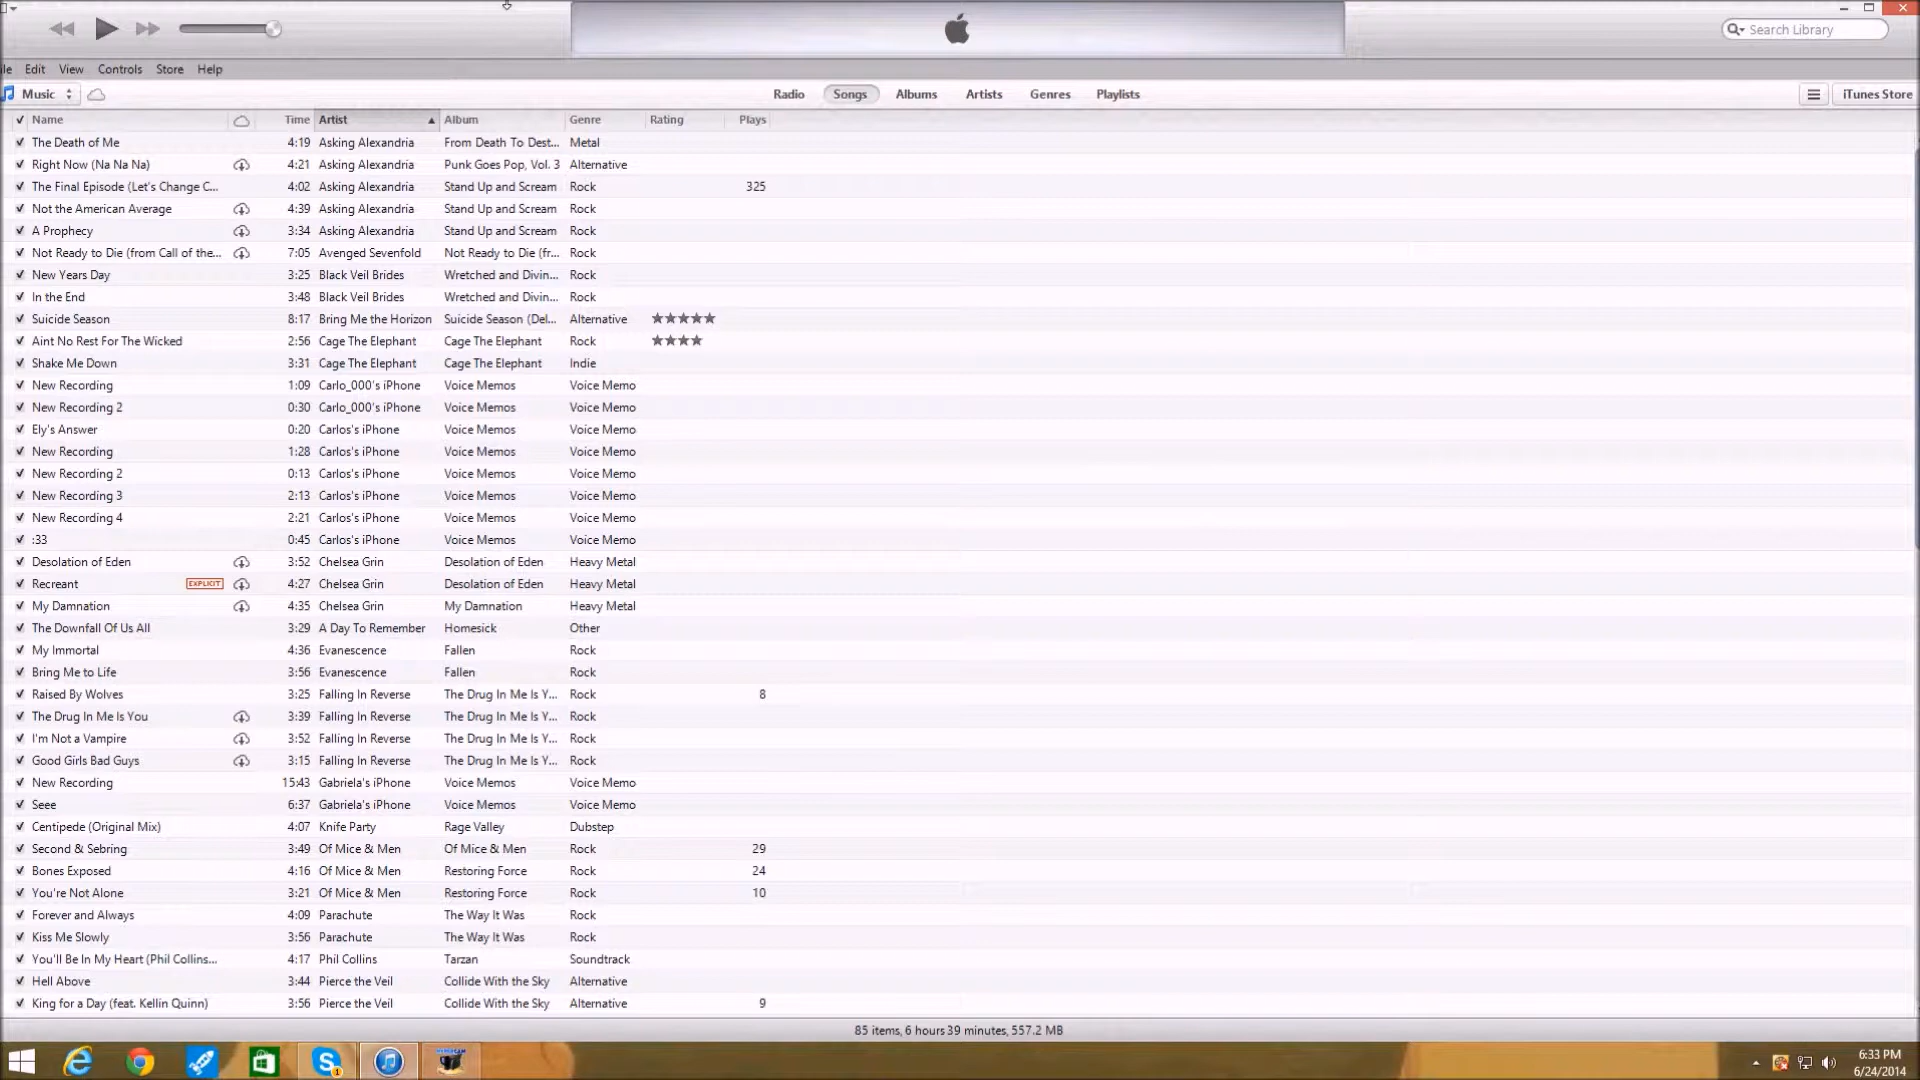 Search Library
ile Edit View Controls Store Help
Music Radio Songs Albums Artists Genres Playlists iTunes Store
Name Time Artist Album Genre Rating Plays
The Death of Me 4:19 Asking Alexandria From Death To Dest... Metal
Right Now (Na Na Na) 4:21 Asking Alexandria Punk Goes Pop, Vol. 3 Alternative
The Final Episode (Let's Change C... 4:02 Asking Alexandria Stand Up and Scream Rock 325
Not the American Average 4:39 Asking Alexandria Stand Up and Scream Rock
A Prophecy 3:34 Asking Alexandria Stand Up and Scream Rock
Not Ready to Die (from Call of the... 7:05 Avenged Sevenfold Not Ready to Die (fr... Rock
New Years Day 3:25 Black Veil Brides Wretched and Divin... Rock
In the End 3:48 Black Veil Brides Wretched and Divin... Rock
Suicide Season 8:17 Bring Me the Horizon Suicide Season (Del... Alternative ★★★★★
Aint No Rest For The Wicked 2:56 Cage The Elephant Cage The Elephant Rock ★★★★
Shake Me Down 3:31 Cage The Elephant Cage The Elephant Indie
New Recording 1:09 Carlo_000's iPhone Voice Memos Voice Memo
New Recording 2 0:30 Carlo_000's iPhone Voice Memos Voice Memo
Ely's Answer 0:20 Carlos's iPhone Voice Memos Voice Memo
New Recording 1:28 Carlos's iPhone Voice Memos Voice Memo
New Recording 2 0:13 Carlos's iPhone Voice Memos Voice Memo
New Recording 3 2:13 Carlos's iPhone Voice Memos Voice Memo
New Recording 4 2:21 Carlos's iPhone Voice Memos Voice Memo
:33 0:45 Carlos's iPhone Voice Memos Voice Memo
Desolation of Eden 3:52 Chelsea Grin Desolation of Eden Heavy Metal
Recreant EXPLICIT 4:27 Chelsea Grin Desolation of Eden Heavy Metal
My Damnation 4:35 Chelsea Grin My Damnation Heavy Metal
The Downfall Of Us All 3:29 A Day To Remember Homesick Other
My Immortal 4:36 Evanescence Fallen Rock
Bring Me to Life 3:56 Evanescence Fallen Rock
Raised By Wolves 3:25 Falling In Reverse The Drug In Me Is Y... Rock 8
The Drug In Me Is You 3:39 Falling In Reverse The Drug In Me Is Y... Rock
I'm Not a Vampire 3:52 Falling In Reverse The Drug In Me Is Y... Rock
Good Girls Bad Guys 3:15 Falling In Reverse The Drug In Me Is Y... Rock
New Recording 15:43 Gabriela's iPhone Voice Memos Voice Memo
Seee 6:37 Gabriela's iPhone Voice Memos Voice Memo
Centipede (Original Mix) 4:07 Knife Party Rage Valley Dubstep
Second & Sebring 3:49 Of Mice & Men Of Mice & Men Rock 29
Bones Exposed 4:16 Of Mice & Men Restoring Force Rock 24
You're Not Alone 3:21 Of Mice & Men Restoring Force Rock 10
Forever and Always 4:09 Parachute The Way It Was Rock
Kiss Me Slowly 3:56 Parachute The Way It Was Rock
You'll Be In My Heart (Phil Collins... 4:17 Phil Collins Tarzan Soundtrack
Hell Above 3:44 Pierce the Veil Collide With the Sky Alternative
King for a Day (feat. Kellin Quinn) 3:56 Pierce the Veil Collide With the Sky Alternative 9
85 items, 6 hours 39 minutes, 557.2 MB
6:33 PM
6/24/2014